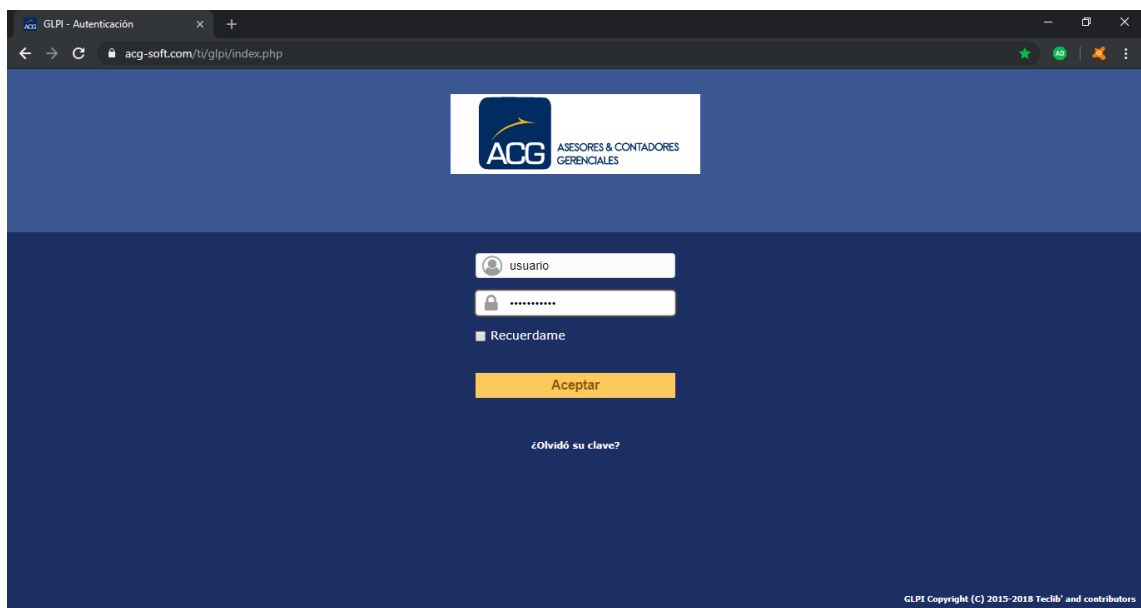 GLPI - Autenticación
acg-soft.com/ti/glpi/index.php
ACG
ASESORES & CONTADORES
GERENCIALES
usuario
•••••••••••
Recuerdame
Aceptar
¿Olvidó su clave?
GLPI Copyright (C) 2015-2018 Teclib' and contributors